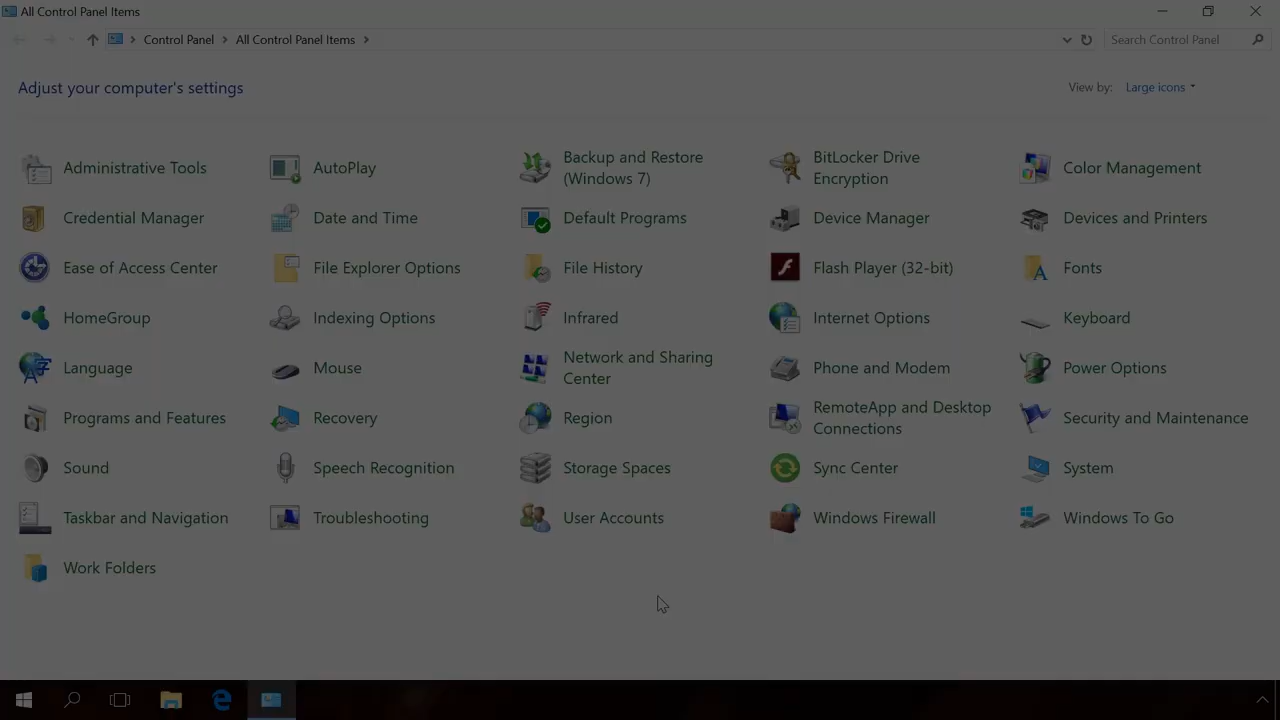 All Control Panel Items
Control Panel
All Control Panel Items
Search Control Panel
Adjust your computer's settings
View by:
Large icons
Administrative Tools
AutoPlay
Backup and Restore
(Windows 7)
BitLocker Drive
Encryption
Color Management
Credential Manager
Date and Time
Default Programs
Device Manager
Devices and Printers
Ease of Access Center
File Explorer Options
File History
Flash Player (32-bit)
Fonts
HomeGroup
Indexing Options
Infrared
Internet Options
Keyboard
Language
Mouse
Network and Sharing
Center
Phone and Modem
Power Options
Programs and Features
Recovery
Region
RemoteApp and Desktop
Connections
Security and Maintenance
Sound
Speech Recognition
Storage Spaces
Sync Center
System
Taskbar and Navigation
Troubleshooting
User Accounts
Windows Firewall
Windows To Go
Work Folders